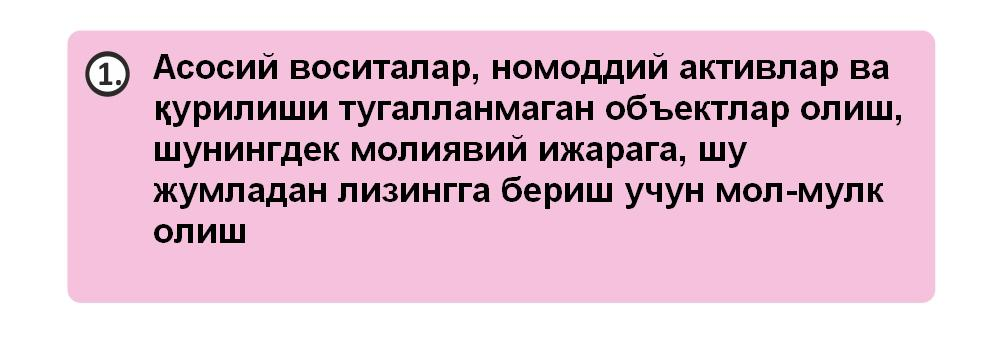 1. Асосий воситалар, номоддий активлар ва
қурилиши тугалланмаган объектлар олиш,
шунингдек молиявий ижарага, шу
жумладан лизингга бериш учун мол-мулк
олиш